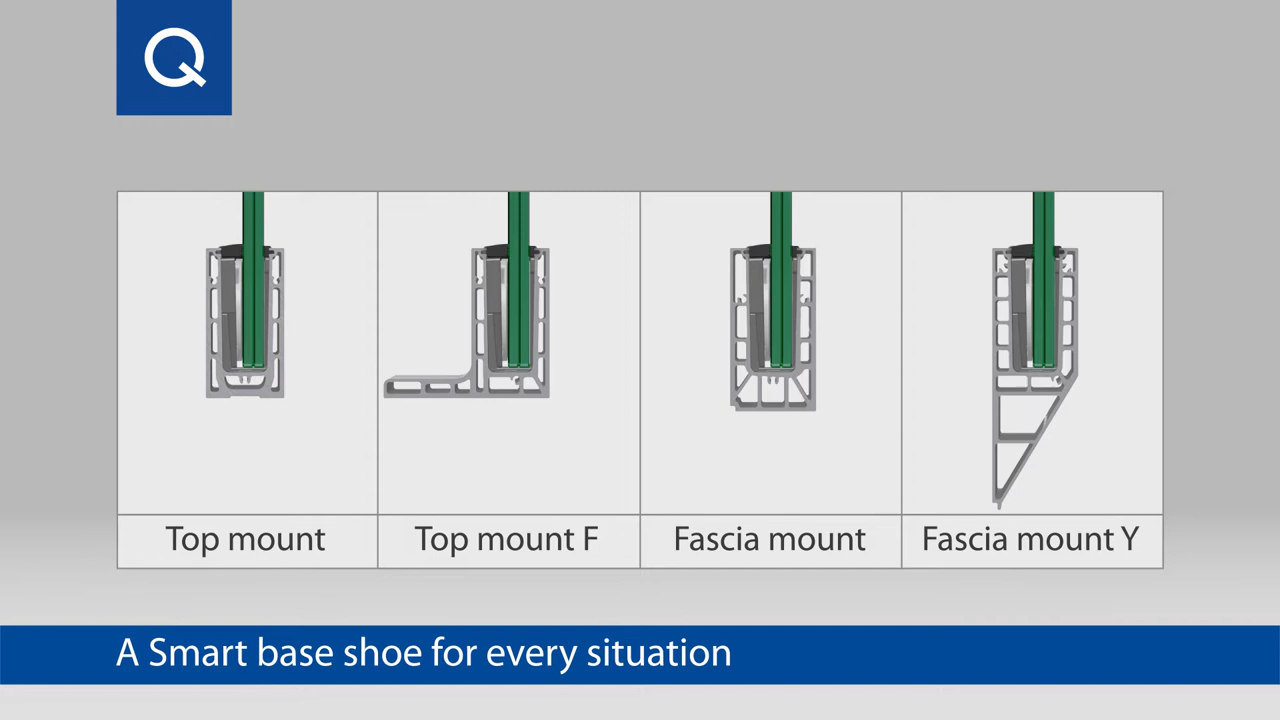 Q
Top mount
Top mount F
Fascia mount
Fascia mount Y
A Smart base shoe for every situation